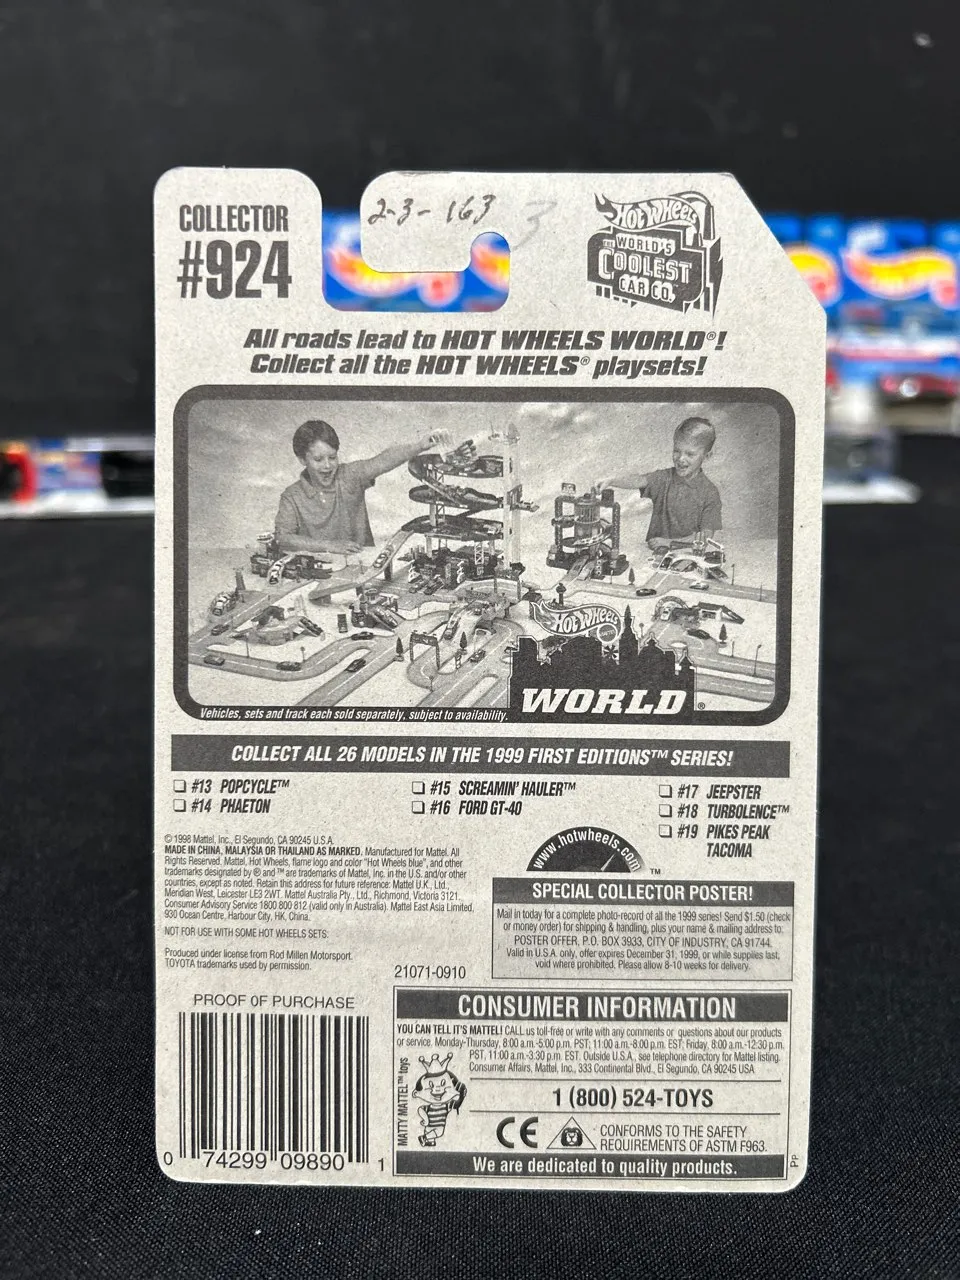 COLLECTOR
#924
2-3-163
3
HOT WHEELS
THE WORLD'S
COOLEST
CAR CO.
All roads lead to HOT WHEELS WORLD®!
Collect all the HOT WHEELS® playsets!
HOT WHEELS
WORLD®
Vehicles, sets and track each sold separately, subject to availability.
COLLECT ALL 26 MODELS IN THE 1999 FIRST EDITIONS™ SERIES!
#13 POPCYCLE™
#14 PHAETON
#15 SCREAMIN' HAULER™
#16 FORD GT-40
#17 JEEPSTER
#18 TURBOLENCE™
#19 PIKES PEAK
TACOMA
© 1998 Mattel, Inc., El Segundo, CA 90245 U.S.A.
MADE IN CHINA, MALAYSIA OR THAILAND AS MARKED. Manufactured for Mattel. All
Rights Reserved. Mattel, Hot Wheels, flame logo and color "Hot Wheels blue", and other
trademarks designated by ® and ™ are trademarks of Mattel, Inc. in the U.S. and/or other
countries, except as noted. Retain this address for future reference: Mattel U.K., Ltd.,
Meridian West, Leicester LE3 2WT. Mattel Australia Pty., Ltd., Richmond, Victoria 3121.
Consumer Advisory Service 1800 800 812 (valid only in Australia). Mattel East Asia Limited,
930 Ocean Centre, Harbour City, HK, China.
NOT FOR USE WITH SOME HOT WHEELS SETS.
Produced under license from Rod Millen Motorsport.
TOYOTA trademarks used by permission.
21071-0910
www.hotwheels.com
™
SPECIAL COLLECTOR POSTER!
Mail in today for a complete photo-record of all the 1999 series! Send $1.50 (check
or money order) for shipping & handling, plus your name & mailing address to:
POSTER OFFER, P.O. BOX 3933, CITY OF INDUSTRY, CA 91744.
Valid in U.S.A. only, offer expires December 31, 1999, or while supplies last,
void where prohibited. Please allow 8-10 weeks for delivery.
PROOF OF PURCHASE
0 74299 09890 1
CONSUMER INFORMATION
YOU CAN TELL IT'S MATTEL! CALL us toll-free or write with any comments or questions about our products
or service. Monday-Thursday, 8:00 a.m.-5:00 p.m. PST; 11:00 a.m.-8:00 p.m. EST; Friday, 8:00 a.m.-12:30 p.m.
PST, 11:00 a.m.-3:30 p.m. EST. Outside U.S.A., see telephone directory for Mattel listing.
Consumer Affairs, Mattel, Inc., 333 Continental Blvd., El Segundo, CA 90245 USA
MATTY MATTEL™ toys
1 (800) 524-TOYS
CE
CONFORMS TO THE SAFETY
REQUIREMENTS OF ASTM F963.
We are dedicated to quality products.
PP